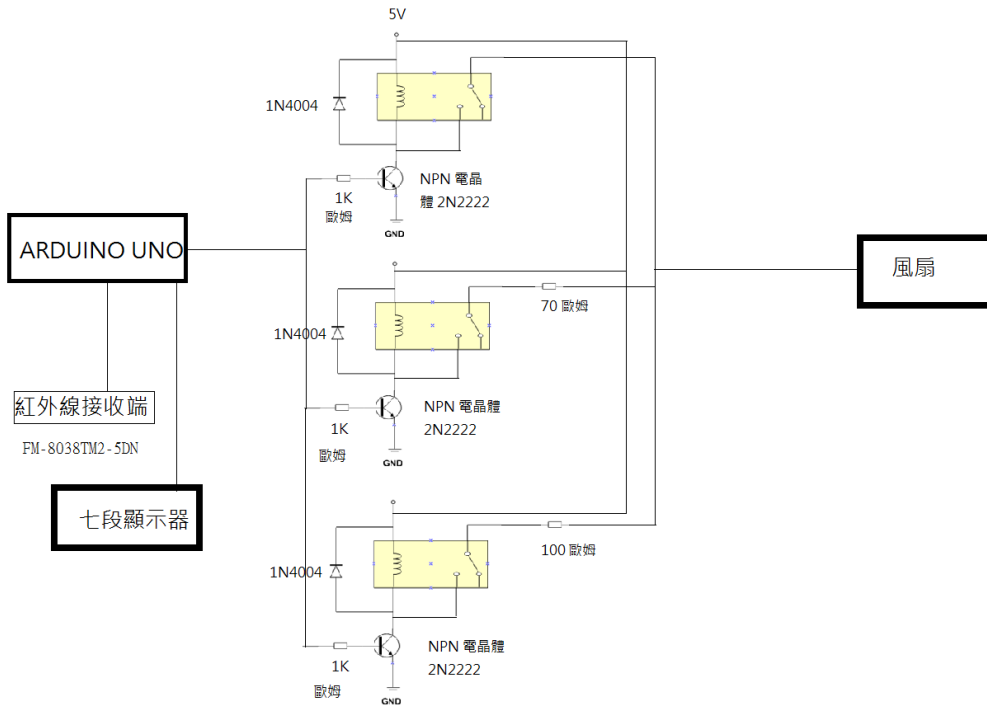 5V
1N4004
NPN 電晶
體 2N2222
1K
歐姆
GND
ARDUINO UNO
風扇
70 歐姆
1N4004
NPN 電晶體
2N2222
1K
歐姆
GND
紅外線接收端
FM-8038TM2-5DN
七段顯示器
100 歐姆
1N4004
NPN 電晶體
2N2222
1K
歐姆
GND